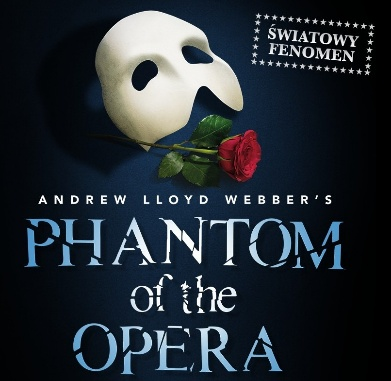 ŚWIATOWY
FENOMEN
ANDREW LLOYD WEBBER'S
PHANTOM
of the
OPERA